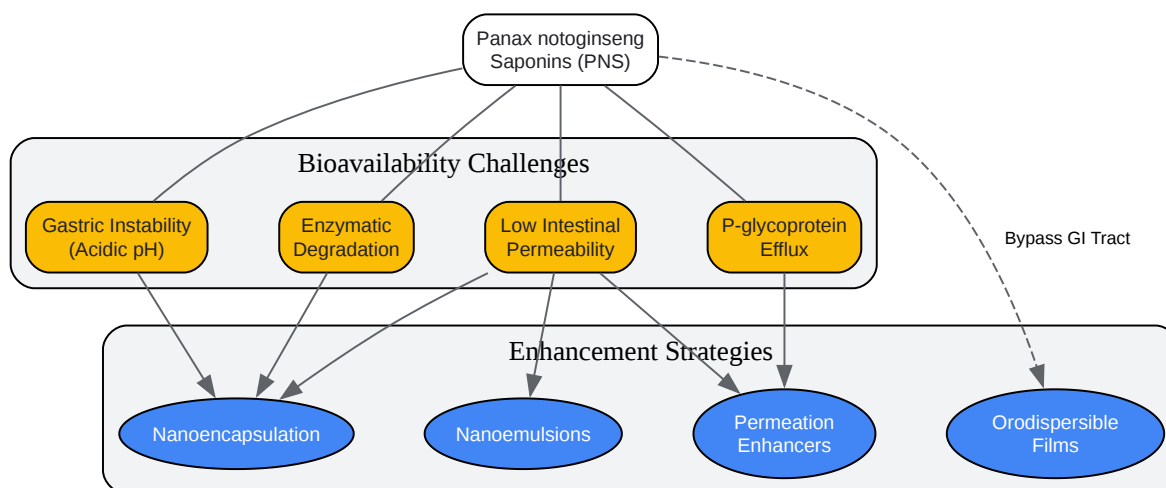 Panax notoginseng
Saponins (PNS)
Bioavailability Challenges
Gastric Instability
(Acidic pH)
Enzymatic
Degradation
Low Intestinal
Permeability
P-glycoprotein
Efflux
Bypass GI Tract
Enhancement Strategies
Nanoencapsulation
Nanoemulsions
Permeation
Enhancers
Orodispersible
Films